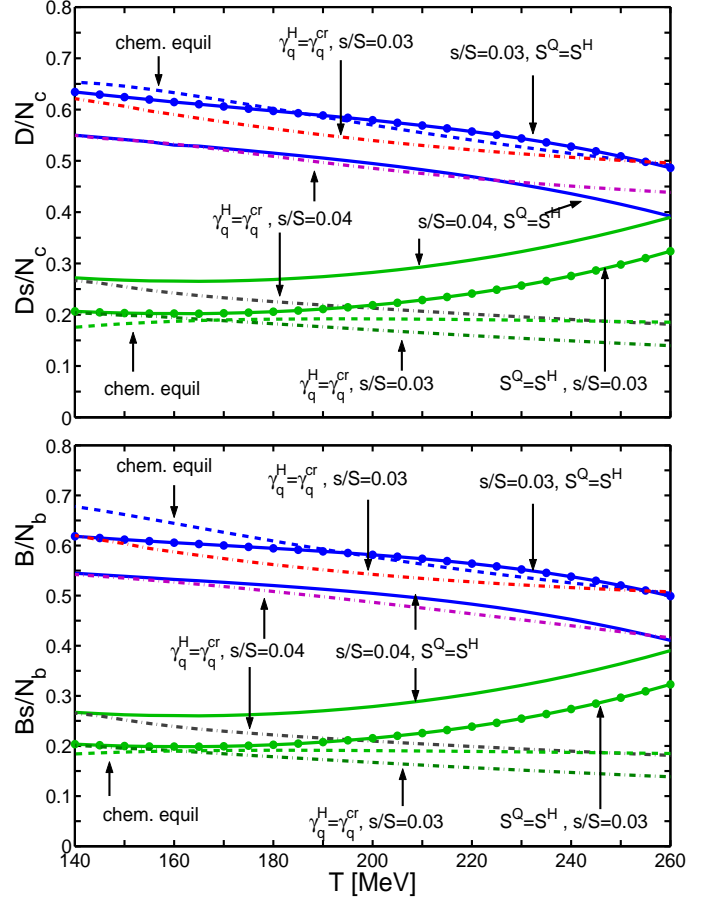 0.8
0.7
0.6
0.5
0.4
0.3
0.2
0.1
0
D/N_c
Ds/N_c
chem. equil
γ_q^H=γ_q^cr, s/S=0.03
s/S=0.03, S^Q=S^H
γ_q^H=γ_q^cr , s/S=0.04
s/S=0.04, S^Q=S^H
chem. equil
γ_q^H=γ_q^cr, s/S=0.03
S^Q=S^H , s/S=0.03
0.8
0.7
0.6
0.5
0.4
0.3
0.2
0.1
0
B/N_b
Bs/N_b
chem. equil
γ_q^H=γ_q^cr , s/S=0.03
s/S=0.03, S^Q=S^H
γ_q^H=γ_q^cr, s/S=0.04
s/S=0.04, S^Q=S^H
chem. equil
γ_q^H=γ_q^cr, s/S=0.03
S^Q=S^H , s/S=0.03
140 160 180 200 220 240 260
T [MeV]